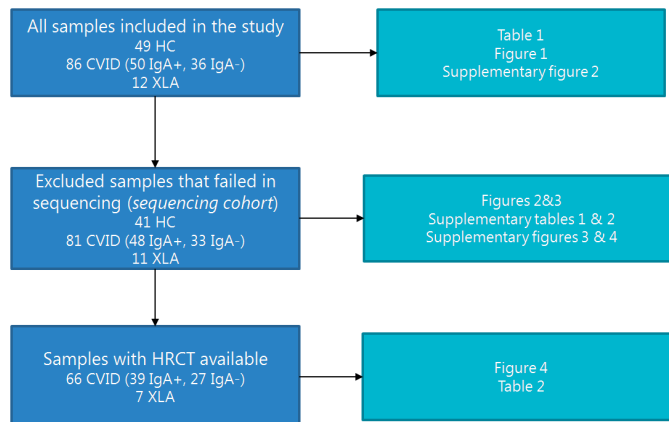 All samples included in the study
49 HC
86 CVID (50 IgA+, 36 IgA-)
12 XLA
Table 1
Figure 1
Supplementary figure 2
Excluded samples that failed in
sequencing (sequencing cohort)
41 HC
81 CVID (48 IgA+, 33 IgA-)
11 XLA
Figures 2&3
Supplementary tables 1 & 2
Supplementary figures 3 & 4
Samples with HRCT available
66 CVID (39 IgA+, 27 IgA-)
7 XLA
Figure 4
Table 2